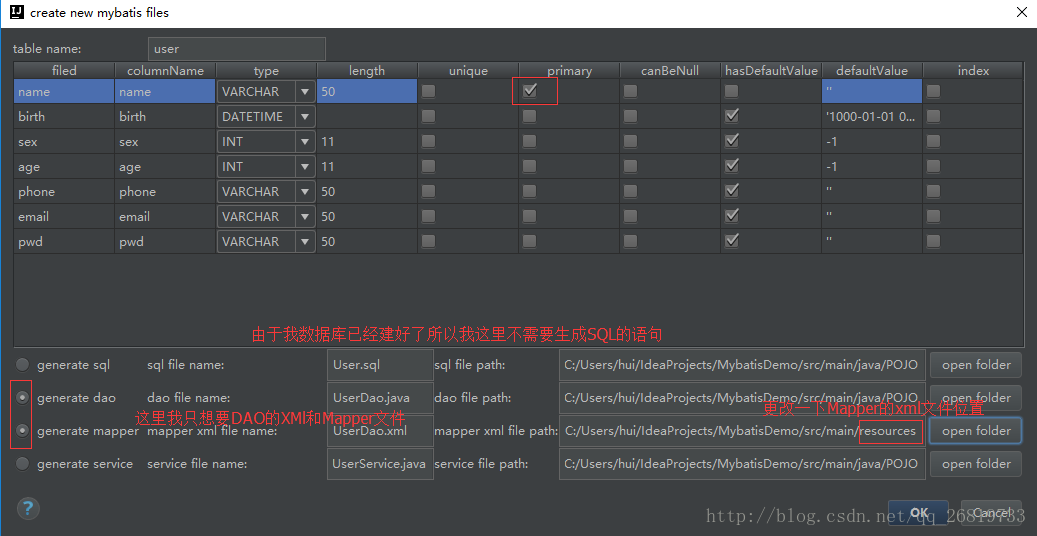 create new mybatis files
table name: user
filed columnName type length unique primary canBeNull hasDefaultValue defaultValue index
name name VARCHAR 50 ''
birth birth DATETIME '1000-01-01 0...
sex sex INT 11 -1
age age INT 11 -1
phone phone VARCHAR 50 ''
email email VARCHAR 50 ''
pwd pwd VARCHAR 50 ''
由于我数据库已经建好了所以我这里不需要生成SQL的语句
generate sql sql file name: User.sql sql file path: C:/Users/hui/IdeaProjects/MybatisDemo/src/main/java/POJO open folder
generate dao dao file name: UserDao.java dao file path: C:/Users/hui/IdeaProjects/MybatisDemo/src/main/java/POJO open folder
这里我只想要DAO的XMl和Mapper文件 更改一下Mapper的xml文件位置
generate mapper mapper xml file name: UserDao.xml mapper xml file path: C:/Users/hui/IdeaProjects/MybatisDemo/src/main/resources open folder
generate service service file name: UserService.java service file path: C:/Users/hui/IdeaProjects/MybatisDemo/src/main/java/POJO open folder
? OK Cancel
http://blog.csdn.net/qq_26819733